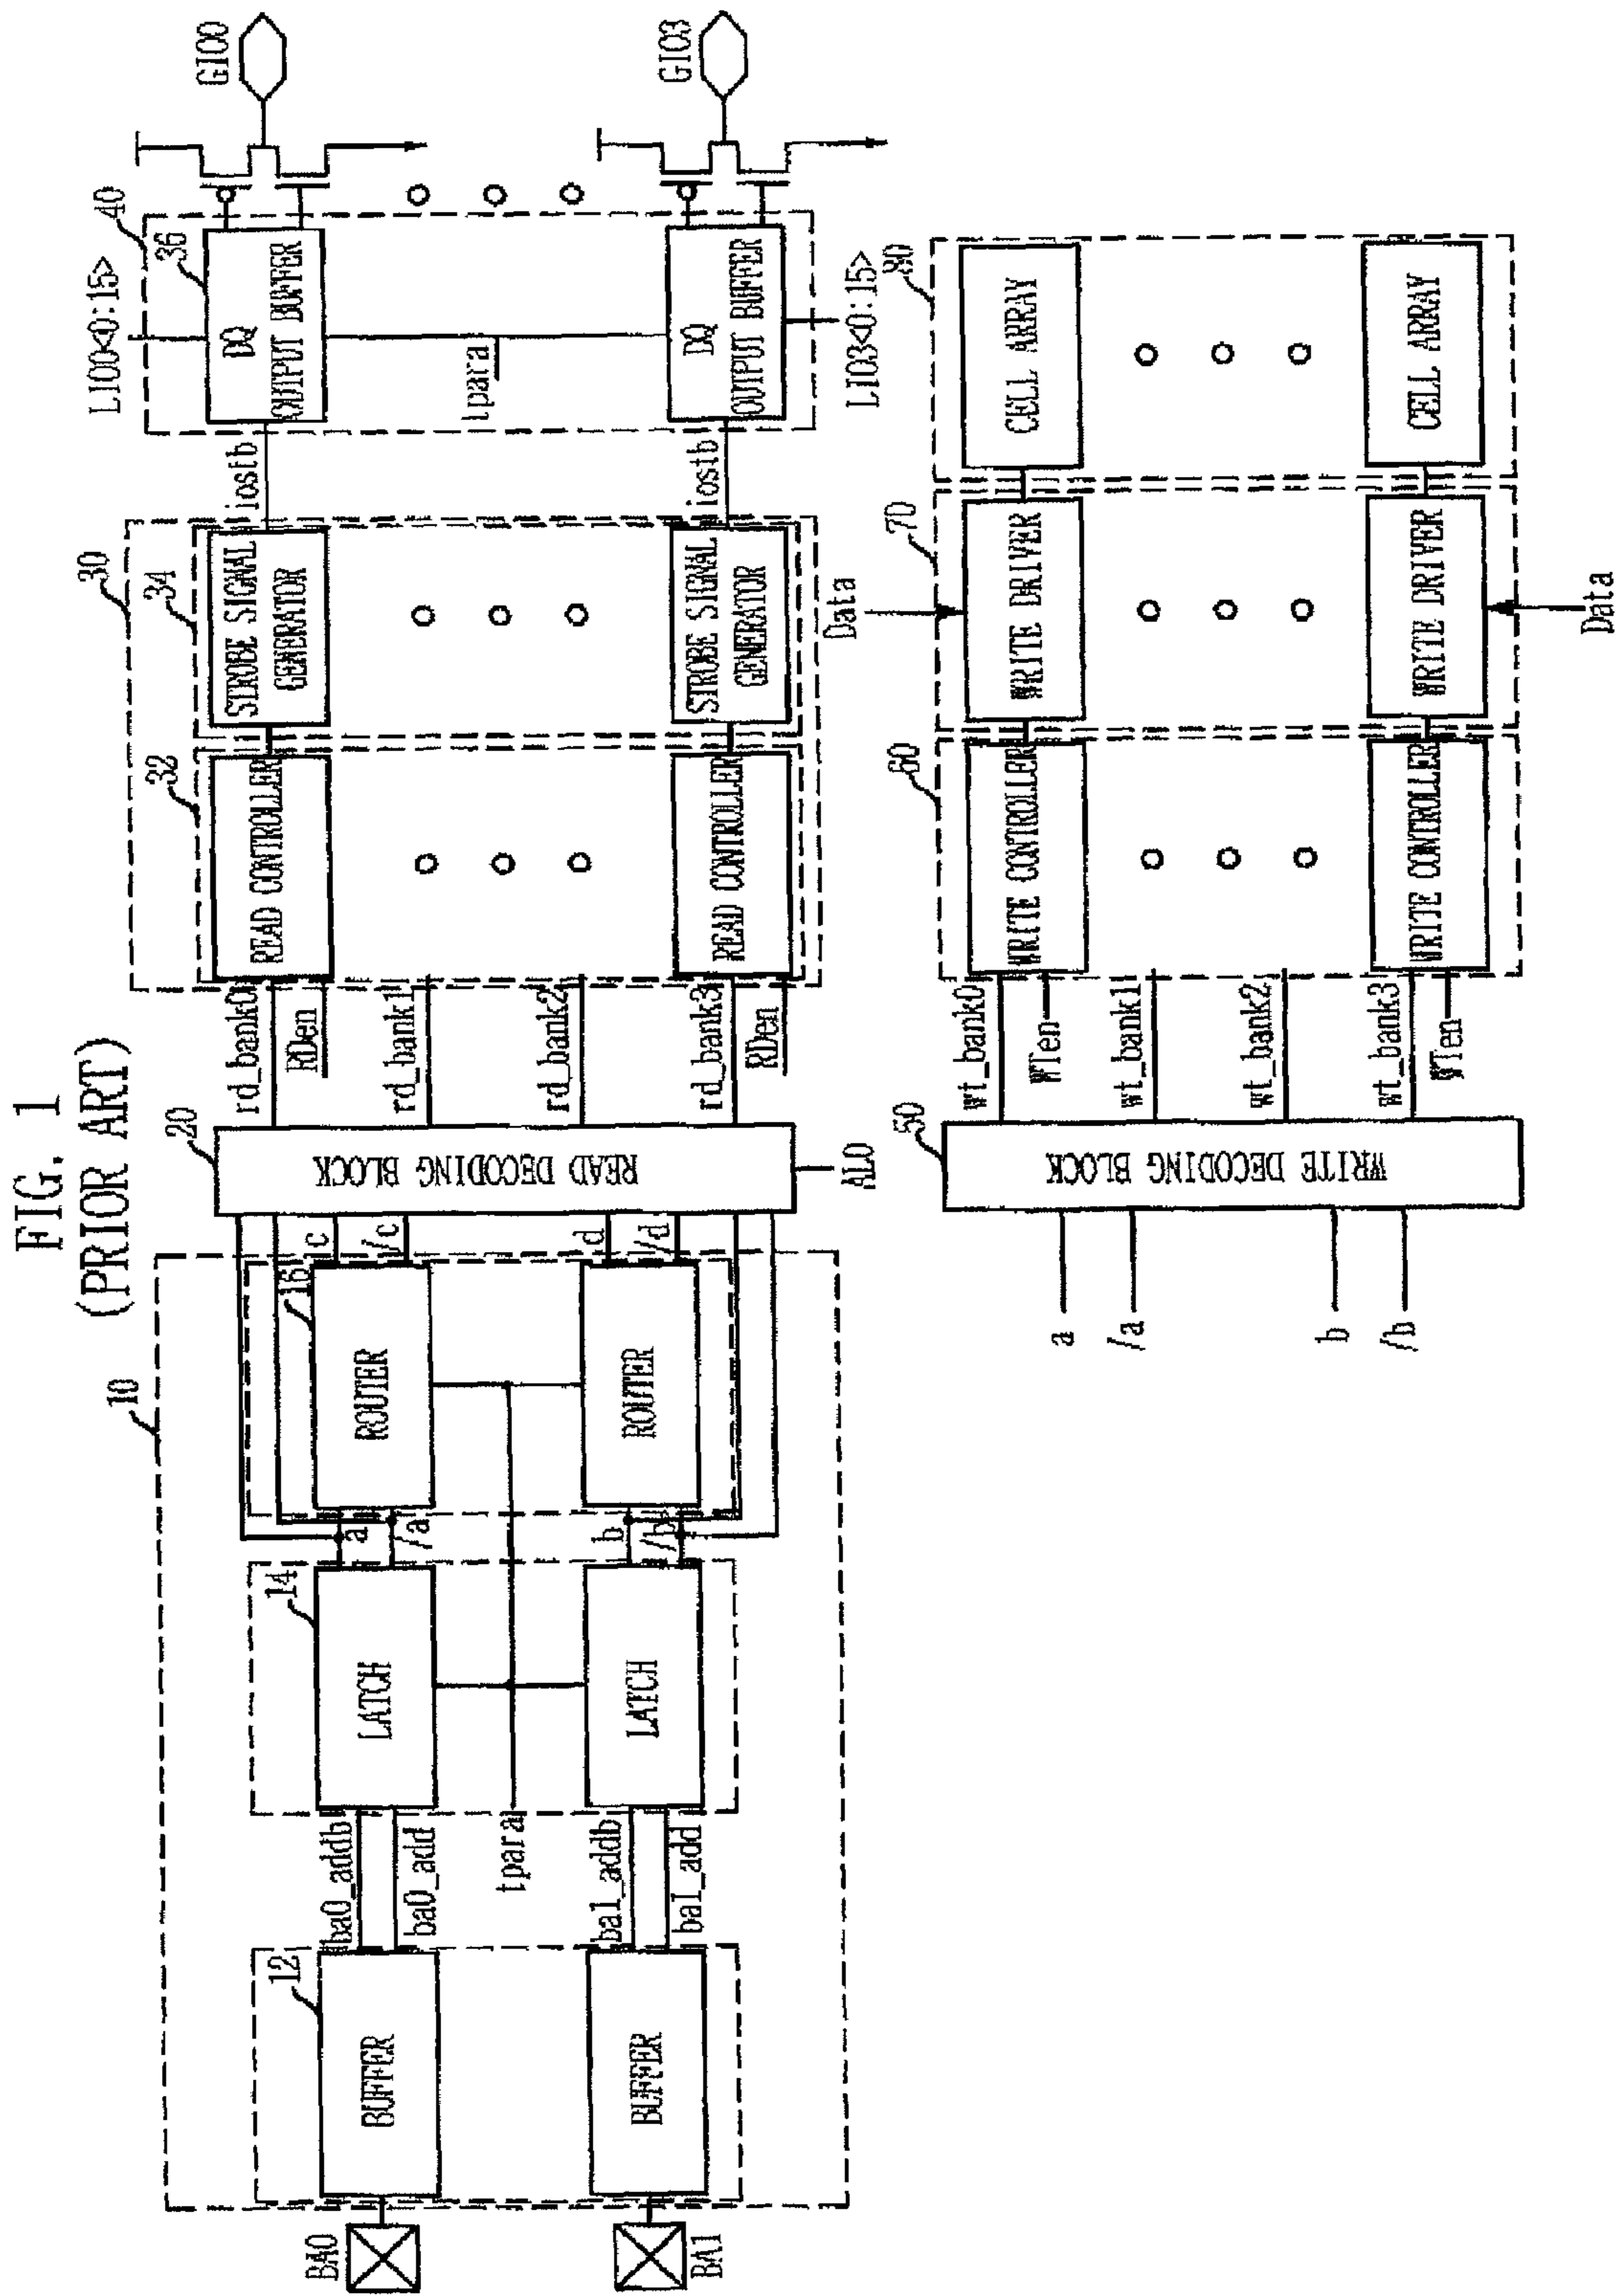 FIG. 1
(PRIOR ART)
10
BA0
BA1
12
BUFFER
BUFFER
ba0_addb
ba0_add
ba1_addb
ba1_add
tpara
14
LATCH
LATCH
a
/a
b
/b
16
ROUTER
ROUTER
c
/c
d
/d
20
READ DECODING BLOCK
AL0
rd_bank0
RDen
rd_bank1
rd_bank2
rd_bank3
RDen
30
32
READ CONTROLLER
READ CONTROLLER
34
STROBE SIGNAL
GENERATOR
STROBE SIGNAL
GENERATOR
iostb
iostb
LIO0<0:15>
40
36
DQ
OUTPUT BUFFER
tpara
DQ
OUTPUT BUFFER
LIO3<0:15>
GIO0
GIO3
a
/a
b
/b
50
WRITE DECODING BLOCK
wt_bank0
WTen
wt_bank1
wt_bank2
wt_bank3
WTen
60
WRITE CONTROLLER
WRITE CONTROLLER
Data
70
WRITE DRIVER
WRITE DRIVER
Data
80
CELL ARRAY
CELL ARRAY